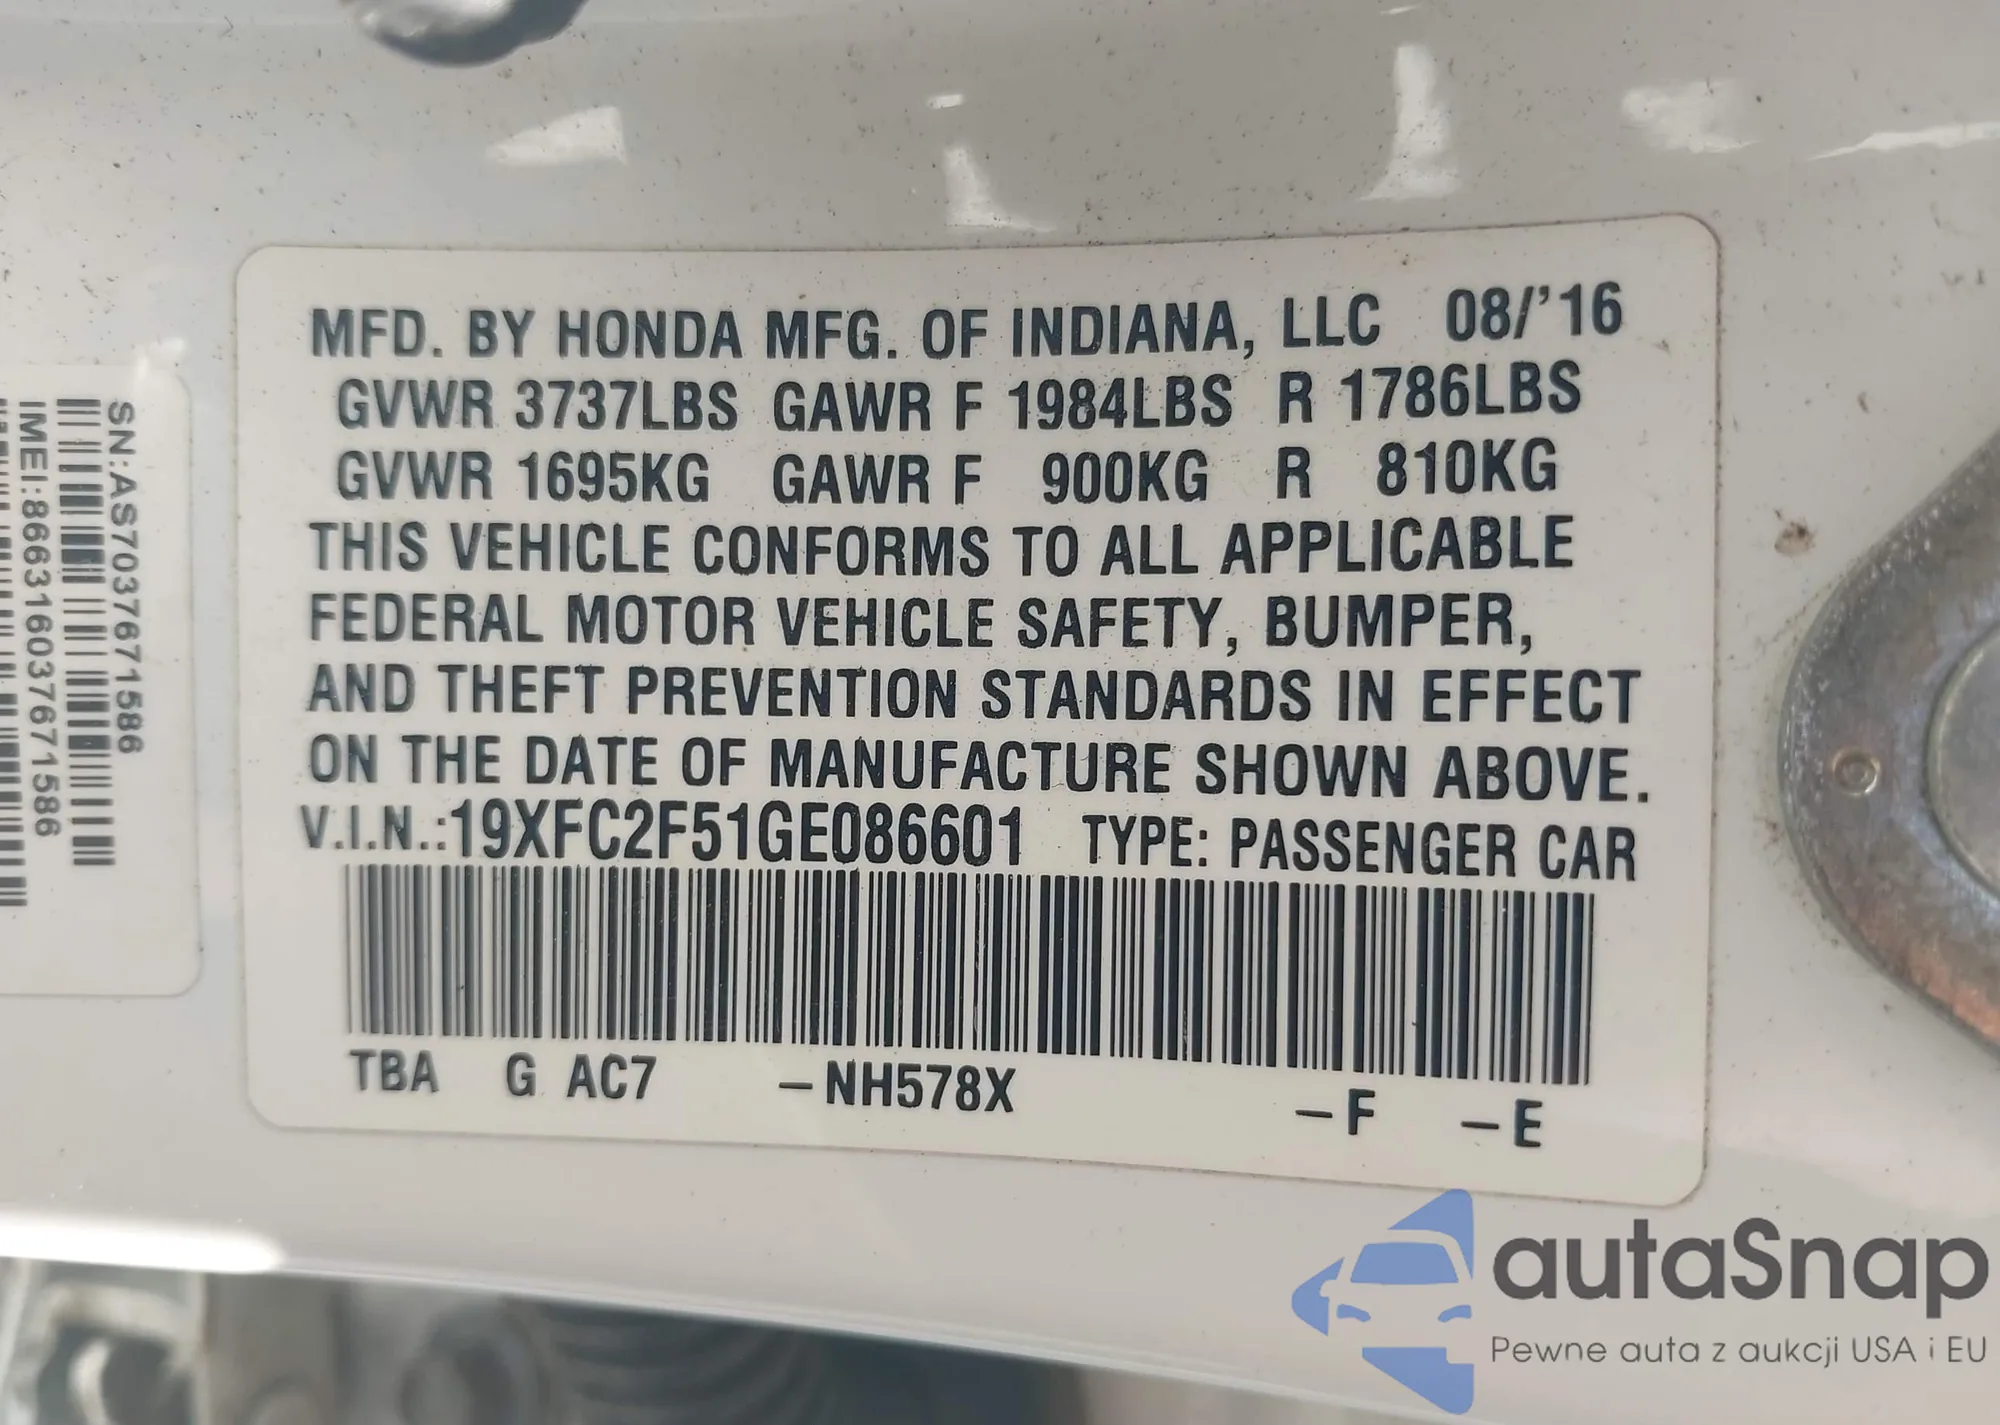 MFD. BY HONDA MFG. OF INDIANA, LLC 08/'16
GVWR 3737LBS GAWR F 1984LBS R 1786LBS
GVWR 1695KG GAWR F 900KG R 810KG
THIS VEHICLE CONFORMS TO ALL APPLICABLE
FEDERAL MOTOR VEHICLE SAFETY, BUMPER,
AND THEFT PREVENTION STANDARDS IN EFFECT
ON THE DATE OF MANUFACTURE SHOWN ABOVE.
V.I.N.:19XFC2F51GE086601 TYPE: PASSENGER CAR
TBA G AC7 –NH578X –F –E
SN:AS70376671586
IMEI:866316037671586
autaSnap
Pewne auta z aukcji USA i EU